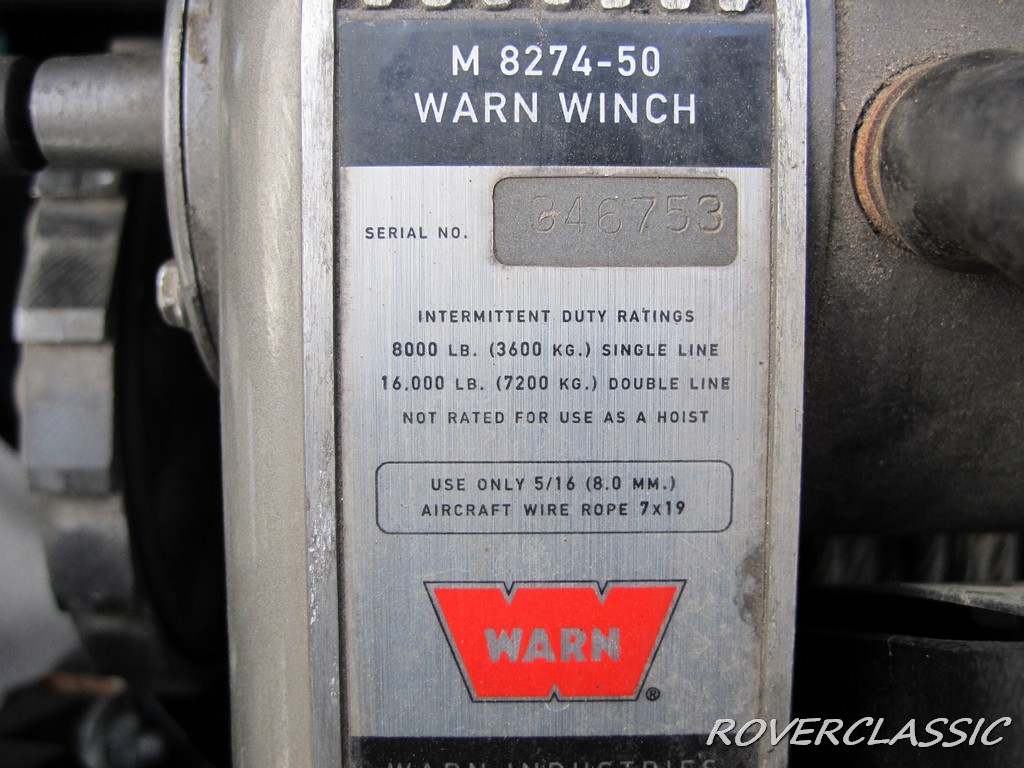 M 8274-50
WARN WINCH
SERIAL NO. 346753
INTERMITTENT DUTY RATINGS
8000 LB. (3600 KG.) SINGLE LINE
16,000 LB. (7200 KG.) DOUBLE LINE
NOT RATED FOR USE AS A HOIST
USE ONLY 5/16 (8.0 MM.)
AIRCRAFT WIRE ROPE 7x19
WARN
®
WARN INDUSTRIES
ROVERCLASSIC